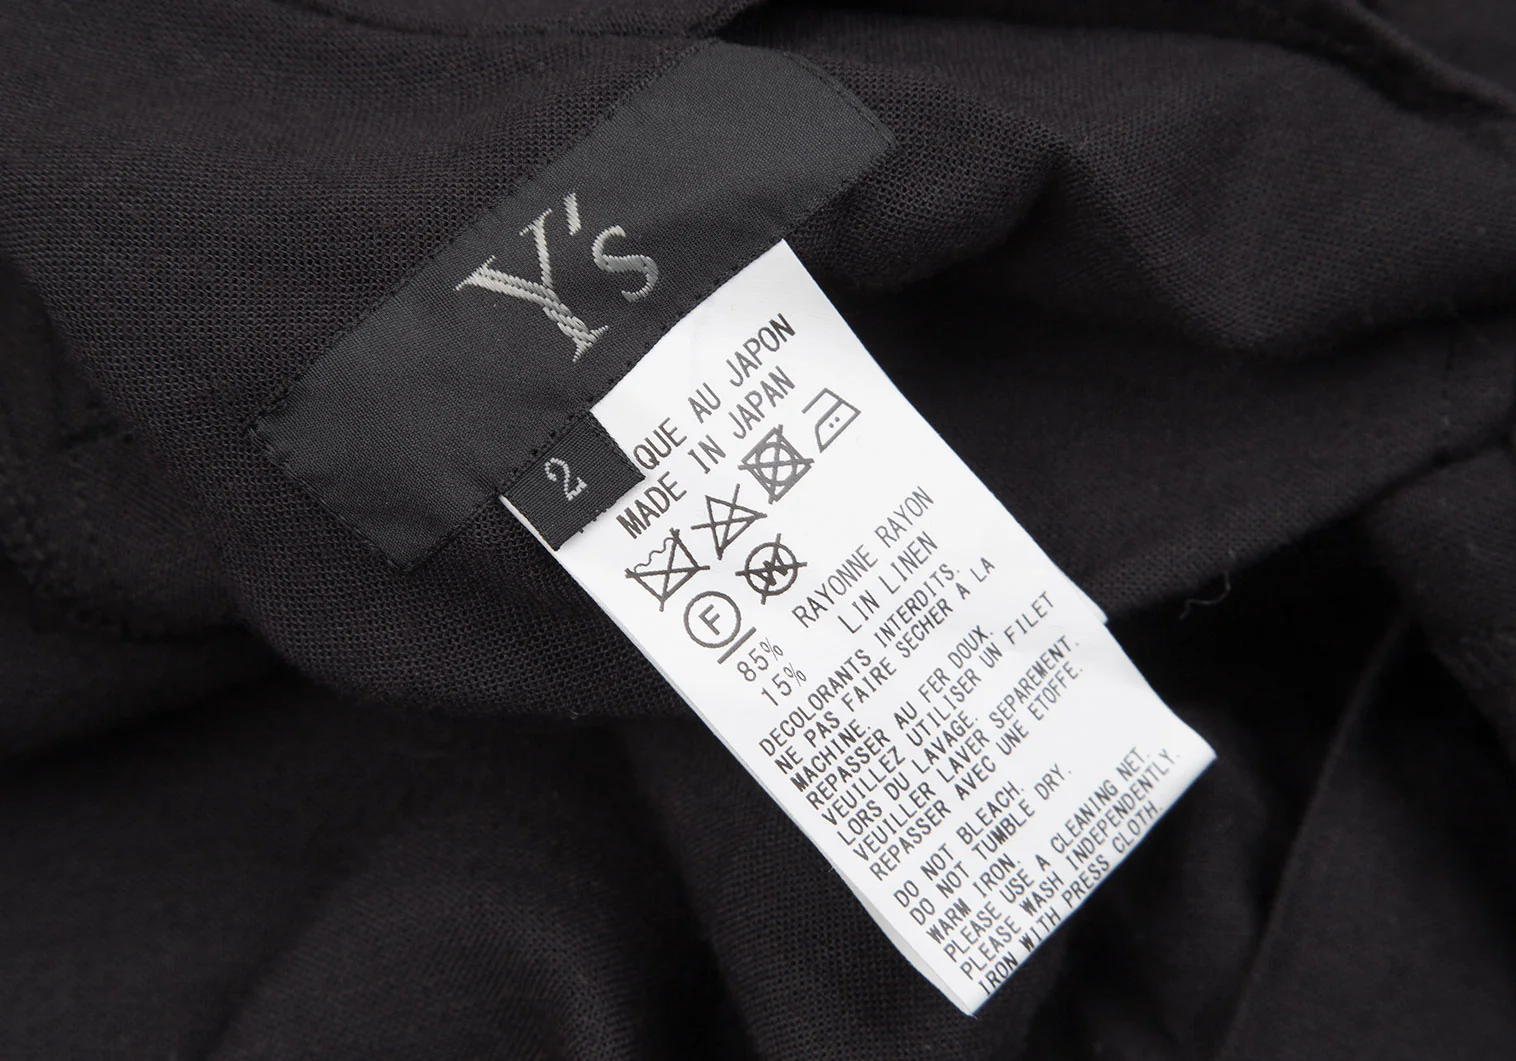 Y's
2
QUE AU JAPON
MADE IN JAPAN
F
W
85% RAYONNE RAYON
15% LIN LINEN
DECOLORANTS INTERDITS.
NE PAS FAIRE SECHER À LA
MACHINE.
REPASSER AU FER DOUX.
VEUILLEZ UTILISER UN FILET
LORS DU LAVAGE.
VEUILLER LAVER SEPAREMENT.
REPASSER AVEC UNE ETOFFE.
DO NOT BLEACH.
DO NOT TUMBLE DRY.
WARM IRON.
PLEASE USE A CLEANING NET.
PLEASE WASH INDEPENDENTLY.
IRON WITH PRESS CLOTH.